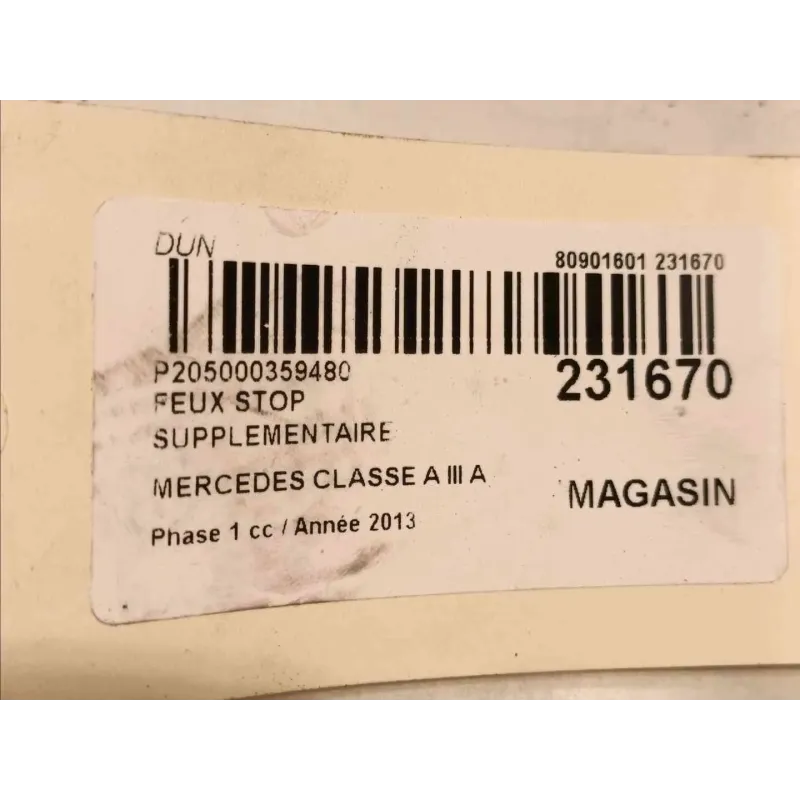 DUN
80901601 231670
P205000359480
231670
FEUX STOP
SUPPLEMENTAIRE
MERCEDES CLASSE A III A
MAGASIN
Phase 1 cc / Année 2013